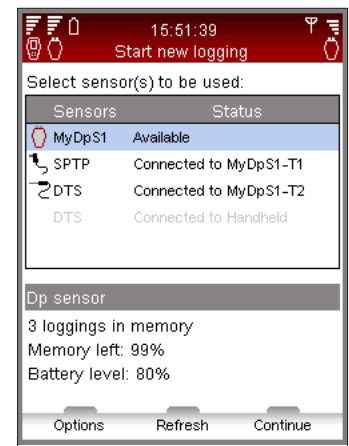 15:51:39
Start new logging
Select sensor(s) to be used:
Sensors Status
MyDpS1 Available
SPTP Connected to MyDpS1-T1
DTS Connected to MyDpS1-T2
DTS Connected to Handheld
Dp sensor
3 loggings in memory
Memory left: 99%
Battery level: 80%
Options Refresh Continue